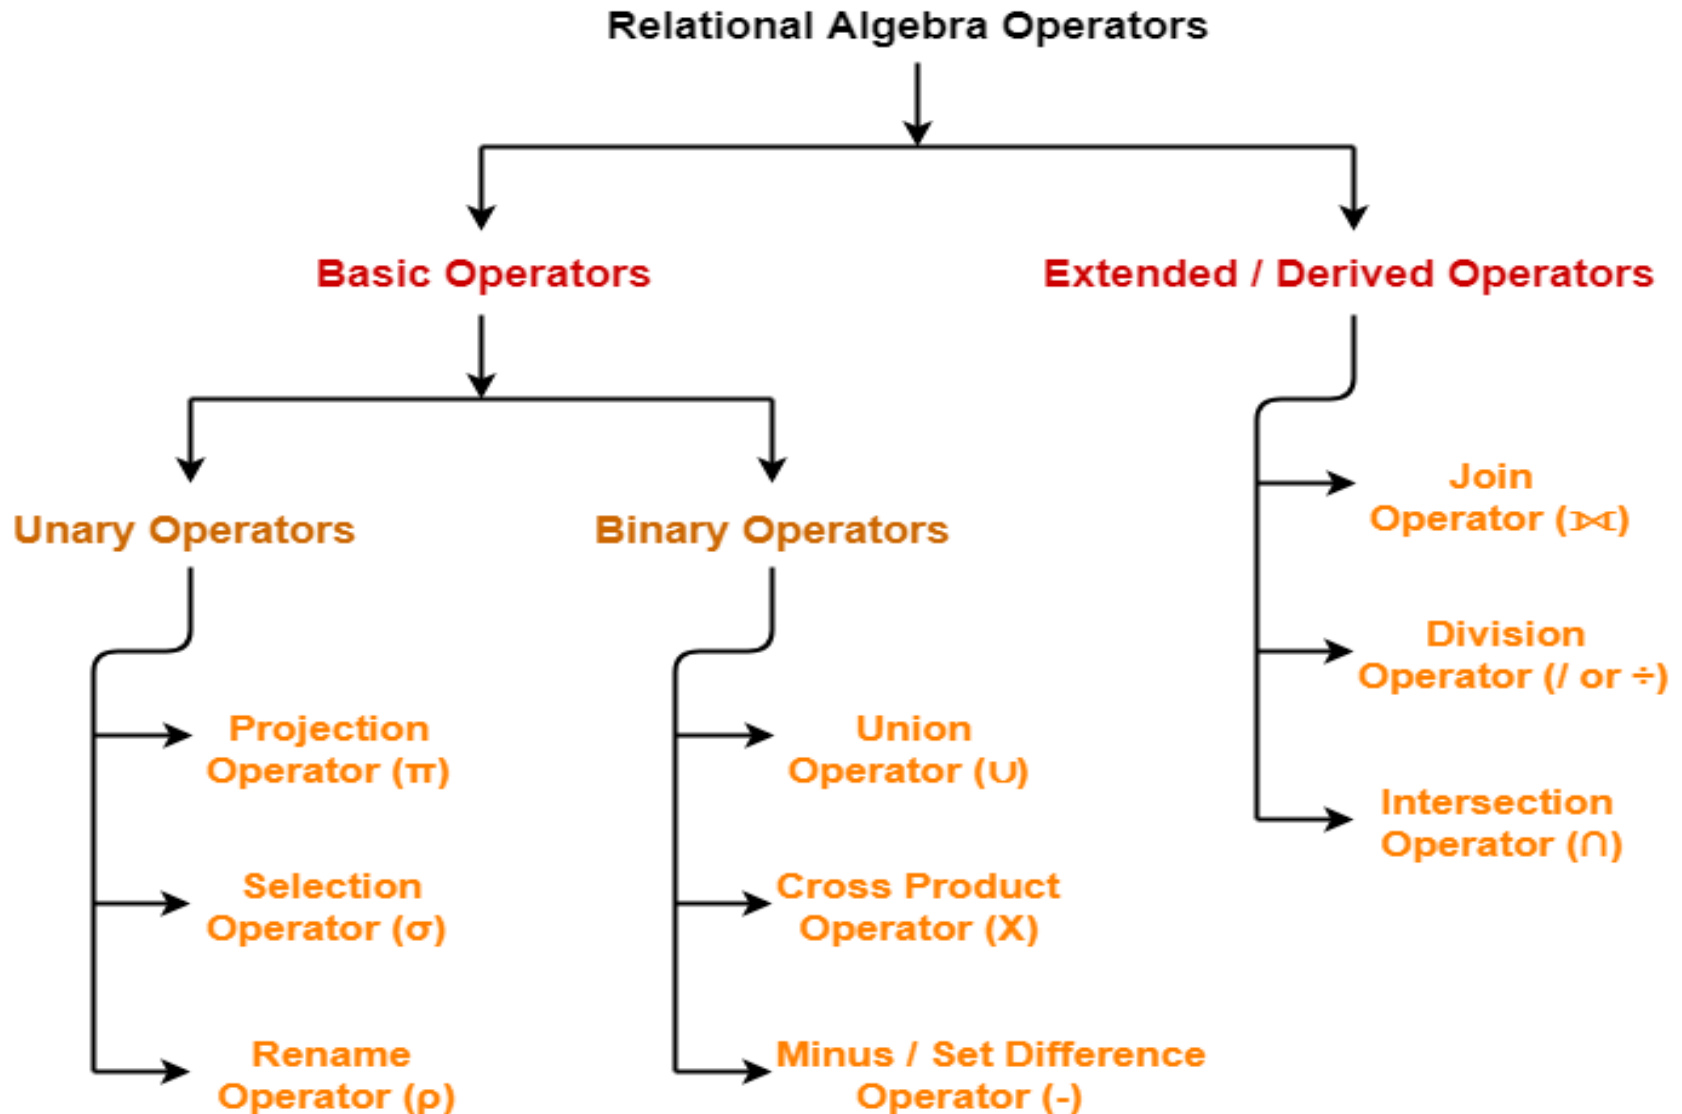 Relational Algebra Operators
Basic Operators
Extended / Derived Operators
Unary Operators
Binary Operators
Join
Operator (⟗)
Division
Operator (/ or ÷)
Projection
Operator (π)
Union
Operator (∪)
Intersection
Operator (∩)
Selection
Operator (σ)
Cross Product
Operator (X)
Rename
Operator (ρ)
Minus / Set Difference
Operator (-)